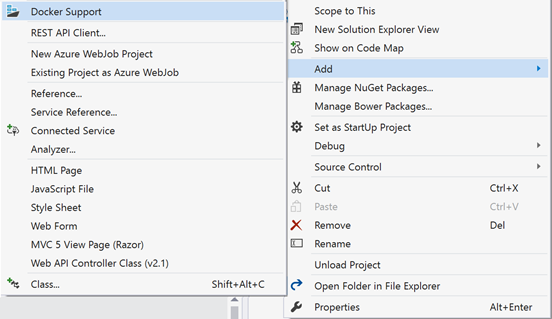 Docker Support
REST API Client...
New Azure WebJob Project
Existing Project as Azure WebJob
Reference...
Service Reference...
Connected Service
Analyzer...
HTML Page
JavaScript File
Style Sheet
Web Form
MVC 5 View Page (Razor)
Web API Controller Class (v2.1)
Class... Shift+Alt+C
Scope to This
New Solution Explorer View
Show on Code Map
Add
Manage NuGet Packages...
Manage Bower Packages...
Set as StartUp Project
Debug
Source Control
Cut Ctrl+X
Paste Ctrl+V
Remove Del
Rename
Unload Project
Open Folder in File Explorer
Properties Alt+Enter